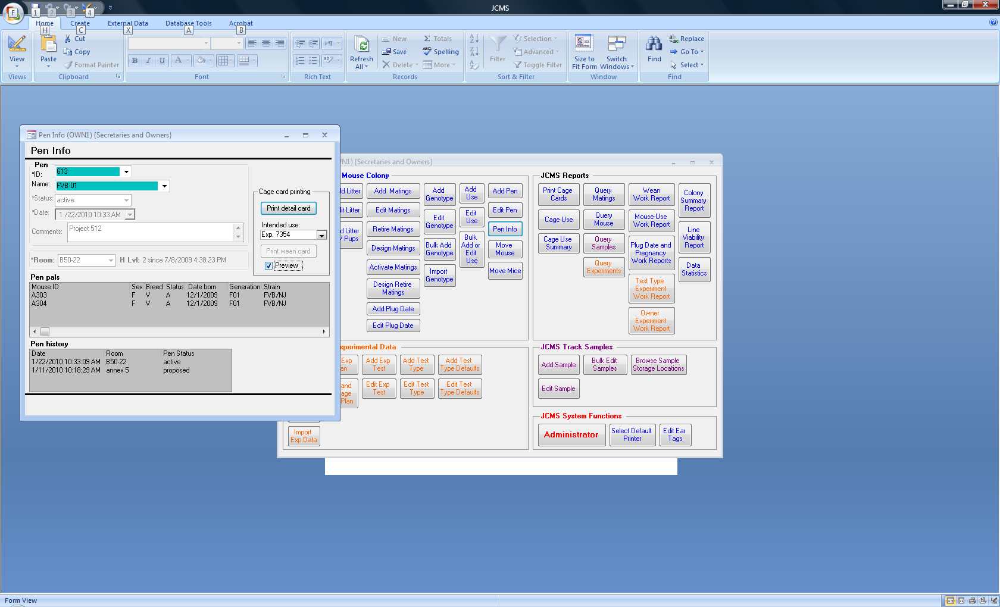 JCMS
F
1
2
3
4
Home
Create
External Data
Database Tools
Acrobat
H
C
X
A
B
View
Views
Paste
Cut
Copy
Format Painter
Clipboard
B I U A
Font
Rich Text
Refresh
All
New
Save
Delete
Totals
Spelling
More
Records
Filter
Selection
Advanced
Toggle Filter
Sort & Filter
Size to
Fit Form
Switch
Windows
Window
Find
Replace
Go To
Select
Find
Pen Info (OWN1) {Secretaries and Owners}
Pen Info
Pen
*ID:
613
Name:
FVB-01
*Status:
active
*Date:
1 /22/2010 10:33 AM
Comments:
Project 512
*Room:
B50-22
H Lvl: 2 since 7/8/2009 4:38:23 PM
Cage card printing
Print detail card
Intended use:
Exp. 7354
Print wean card
Preview
Pen pals
Mouse ID Sex Breed Status Date born Generation Strain
A303 F V A 12/1/2009 F01 FVB/NJ
A304 F V A 12/1/2009 F01 FVB/NJ
Pen history
Date Room Pen Status
1/22/2010 10:33:09 AM B50-22 active
1/11/2010 10:18:29 AM annex 5 proposed
N1) {Secretaries and Owners}
Mouse Colony
d Litter
it Litter
d Litter
Pups
Add Matings
Edit Matings
Retire Matings
Design Matings
Activate Matings
Design Retire
Matings
Add Plug Date
Edit Plug Date
Add
Genotype
Edit
Genotype
Bulk Add
Genotype
Import
Genotype
Add
Use
Edit
Use
Bulk
Add or
Edit
Use
Add Pen
Edit Pen
Pen Info
Move
Mouse
Move Mice
JCMS Reports
Print Cage
Cards
Cage Use
Cage Use
Summary
Query
Matings
Query
Mouse
Query
Samples
Query
Experiments
Wean
Work Report
Mouse-Use
Work Report
Plug Date and
Pregnancy
Work Reports
Test Type
Experiment
Work Report
Owner
Experiment
Work Report
Colony
Summary
Report
Line
Viability
Report
Data
Statistics
xperimental Data
Exp
an
and
age
Plan
Import
Exp Data
Add Exp
Test
Edit Exp
Test
Add Test
Type
Edit Test
Type
Add Test
Type Defaults
Edit Test
Type Defaults
JCMS Track Samples
Add Sample
Bulk Edit
Samples
Browse Sample
Storage Locations
Edit Sample
JCMS System Functions
Administrator
Select Default
Printer
Edit Ear
Tags
Form View